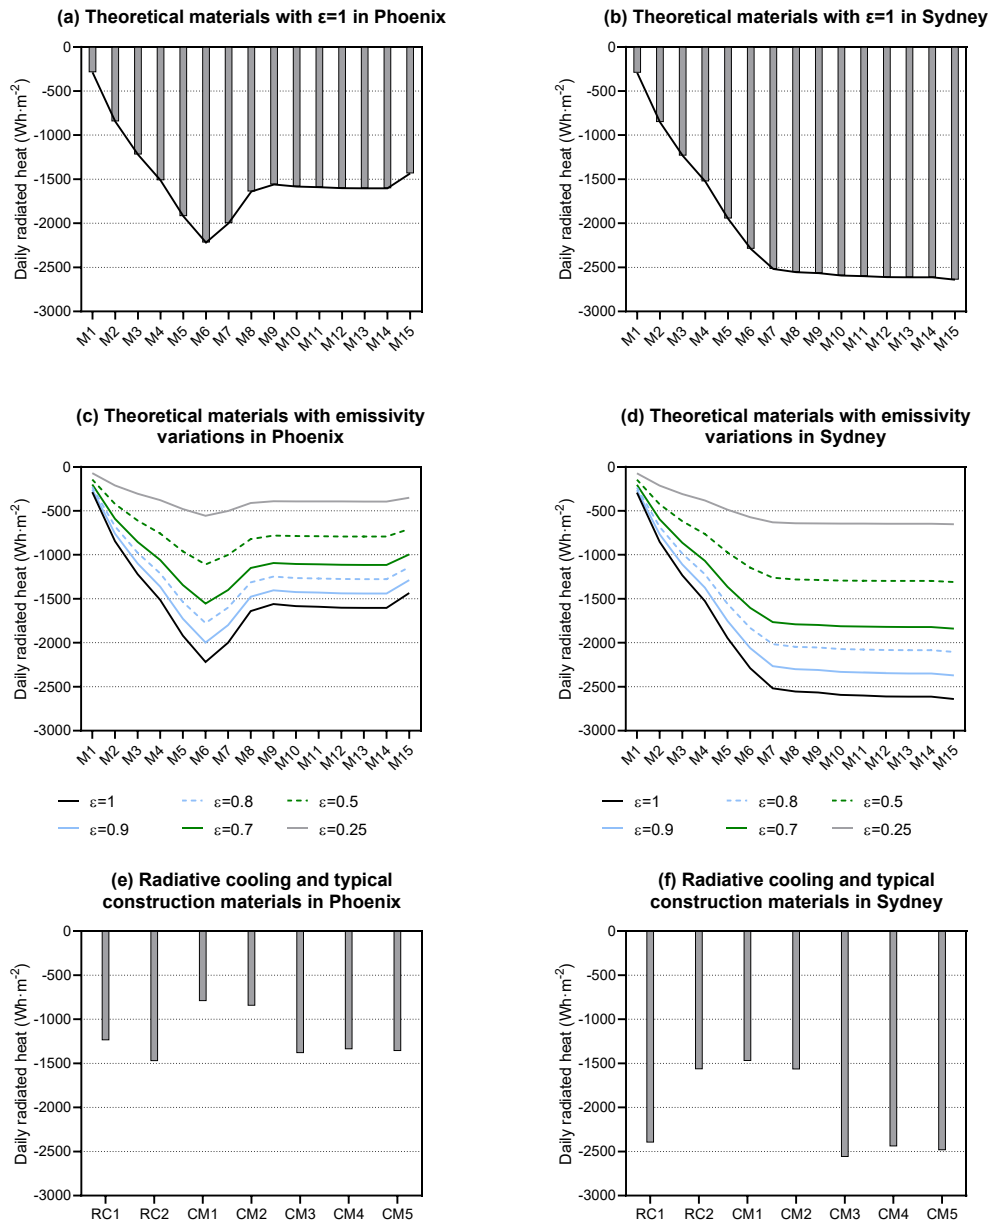 (a) Theoretical materials with ε=1 in Phoenix
Daily radiated heat (Wh·m⁻²)
0
-500
-1000
-1500
-2000
-2500
-3000
M1 M2 M3 M4 M5 M6 M7 M8 M9 M10 M11 M12 M13 M14 M15
(b) Theoretical materials with ε=1 in Sydney
Daily radiated heat (Wh·m⁻²)
0
-500
-1000
-1500
-2000
-2500
-3000
M1 M2 M3 M4 M5 M6 M7 M8 M9 M10 M11 M12 M13 M14 M15
(c) Theoretical materials with emissivity
variations in Phoenix
Daily radiated heat (Wh·m⁻²)
0
-500
-1000
-1500
-2000
-2500
-3000
M1 M2 M3 M4 M5 M6 M7 M8 M9 M10 M11 M12 M13 M14 M15
ε=1 ε=0.8 ε=0.5
ε=0.9 ε=0.7 ε=0.25
(d) Theoretical materials with emissivity
variations in Sydney
Daily radiated heat (Wh·m⁻²)
0
-500
-1000
-1500
-2000
-2500
-3000
M1 M2 M3 M4 M5 M6 M7 M8 M9 M10 M11 M12 M13 M14 M15
ε=1 ε=0.8 ε=0.5
ε=0.9 ε=0.7 ε=0.25
(e) Radiative cooling and typical
construction materials in Phoenix
Daily radiated heat (Wh·m⁻²)
0
-500
-1000
-1500
-2000
-2500
-3000
RC1 RC2 CM1 CM2 CM3 CM4 CM5
(f) Radiative cooling and typical
construction materials in Sydney
Daily radiated heat (Wh·m⁻²)
0
-500
-1000
-1500
-2000
-2500
-3000
RC1 RC2 CM1 CM2 CM3 CM4 CM5